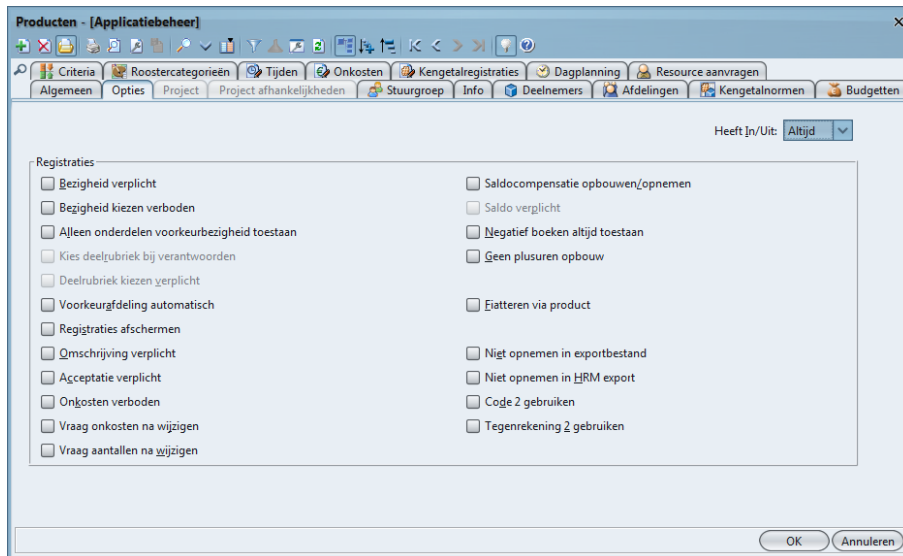 Producten - [Applicatiebeheer]
Criteria Roostercategorieën Tijden Onkosten Kengetalregistraties Dagplanning Resource aanvragen
Algemeen Opties Project Project afhankelijkheden Stuurgroep Info Deelnemers Afdelingen Kengetalnormen Budgetten
Heeft In/Uit: Altijd
Registraties
Bezigheid verplicht
Bezigheid kiezen verboden
Alleen onderdelen voorkeurbezigheid toestaan
Kies deelrubriek bij verantwoorden
Deelrubriek kiezen verplicht
Voorkeurafdeling automatisch
Registraties afschermen
Omschrijving verplicht
Acceptatie verplicht
Onkosten verboden
Vraag onkosten na wijzigen
Vraag aantallen na wijzigen
Saldocompensatie opbouwen/opnemen
Saldo verplicht
Negatief boeken altijd toestaan
Geen plusuren opbouw
Fiatteren via product
Niet opnemen in exportbestand
Niet opnemen in HRM export
Code 2 gebruiken
Tegenrekening 2 gebruiken
OK Annuleren